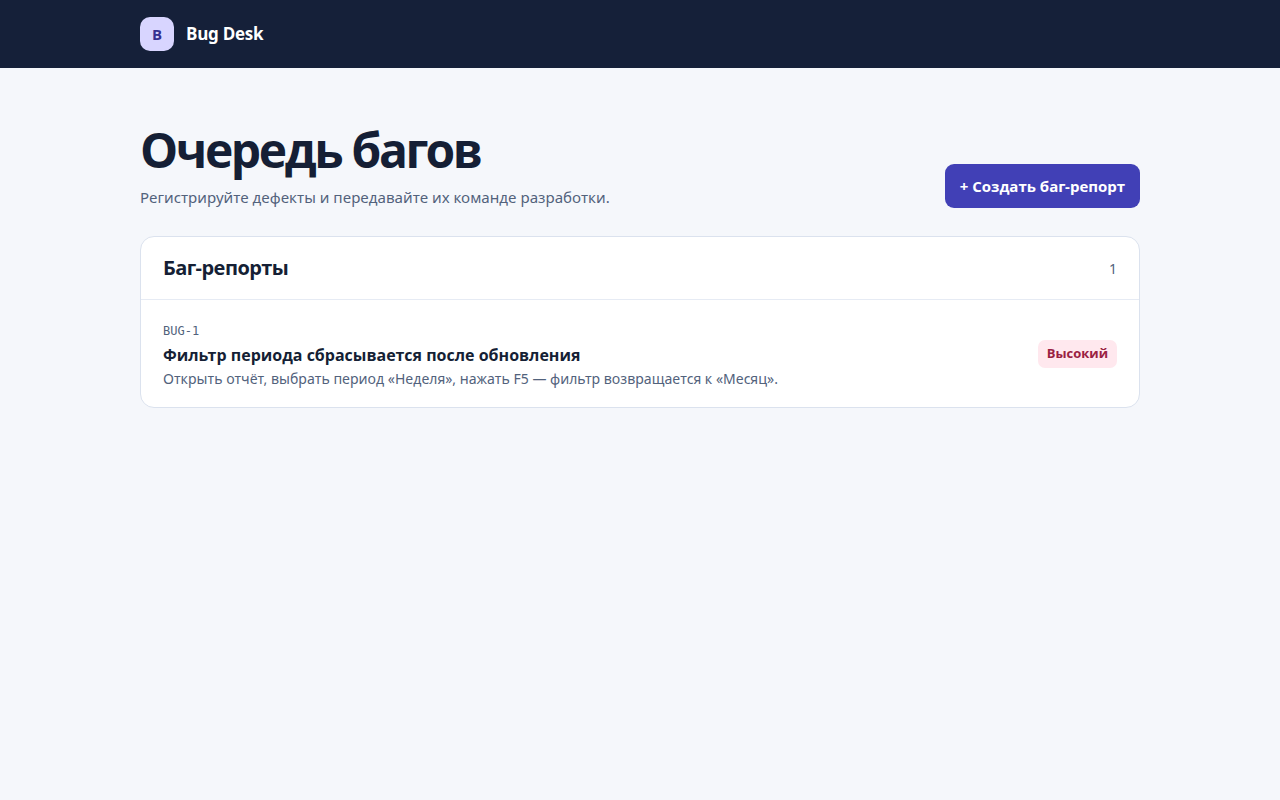 B
Bug Desk
Очередь багов
Регистрируйте дефекты и передавайте их команде разработки.
+ Создать баг-репорт
Баг-репорты
1
BUG-1
Фильтр периода сбрасывается после обновления
Открыть отчёт, выбрать период «Неделя», нажать F5 — фильтр возвращается к «Месяц».
Высокий